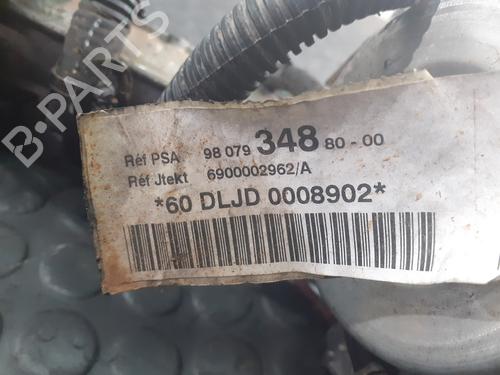 Réf PSA 98 079 348 80 - 00
Réf Jtekt 6900002962/A
*60 DLJD 0008902*
B-PARTS